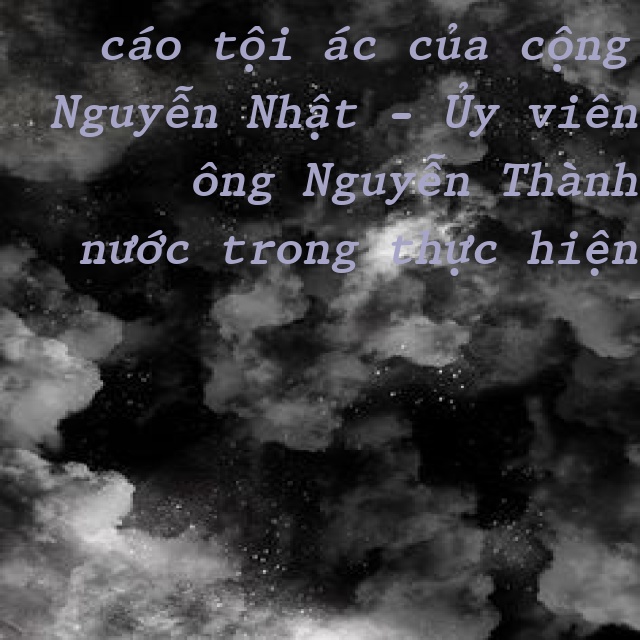 cáo tội ác của cộng
Nguyễn Nhật - Ủy viên
ông Nguyễn Thành
nước trong thực hiện